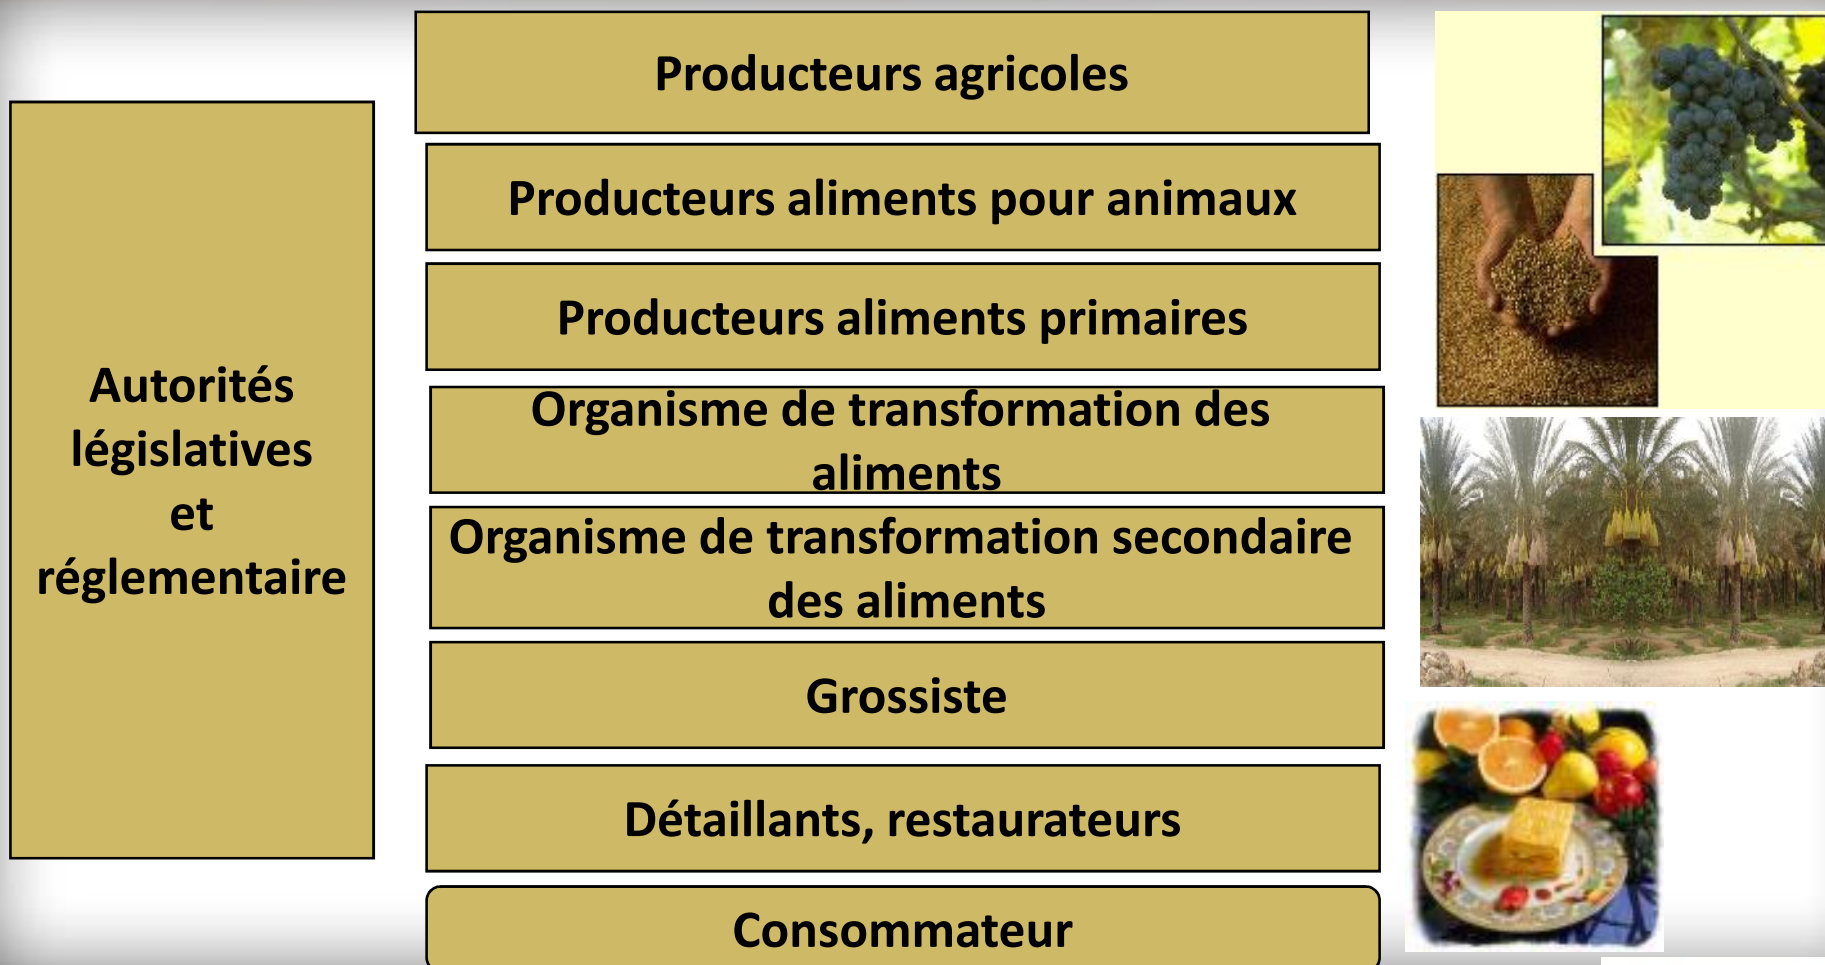 Producteurs agricoles
Producteurs aliments pour animaux
Producteurs aliments primaires
Organisme de transformation des
aliments
Organisme de transformation secondaire
des aliments
Grossiste
Détaillants, restaurateurs
Consommateur
Autorités
législatives
et
réglementaire